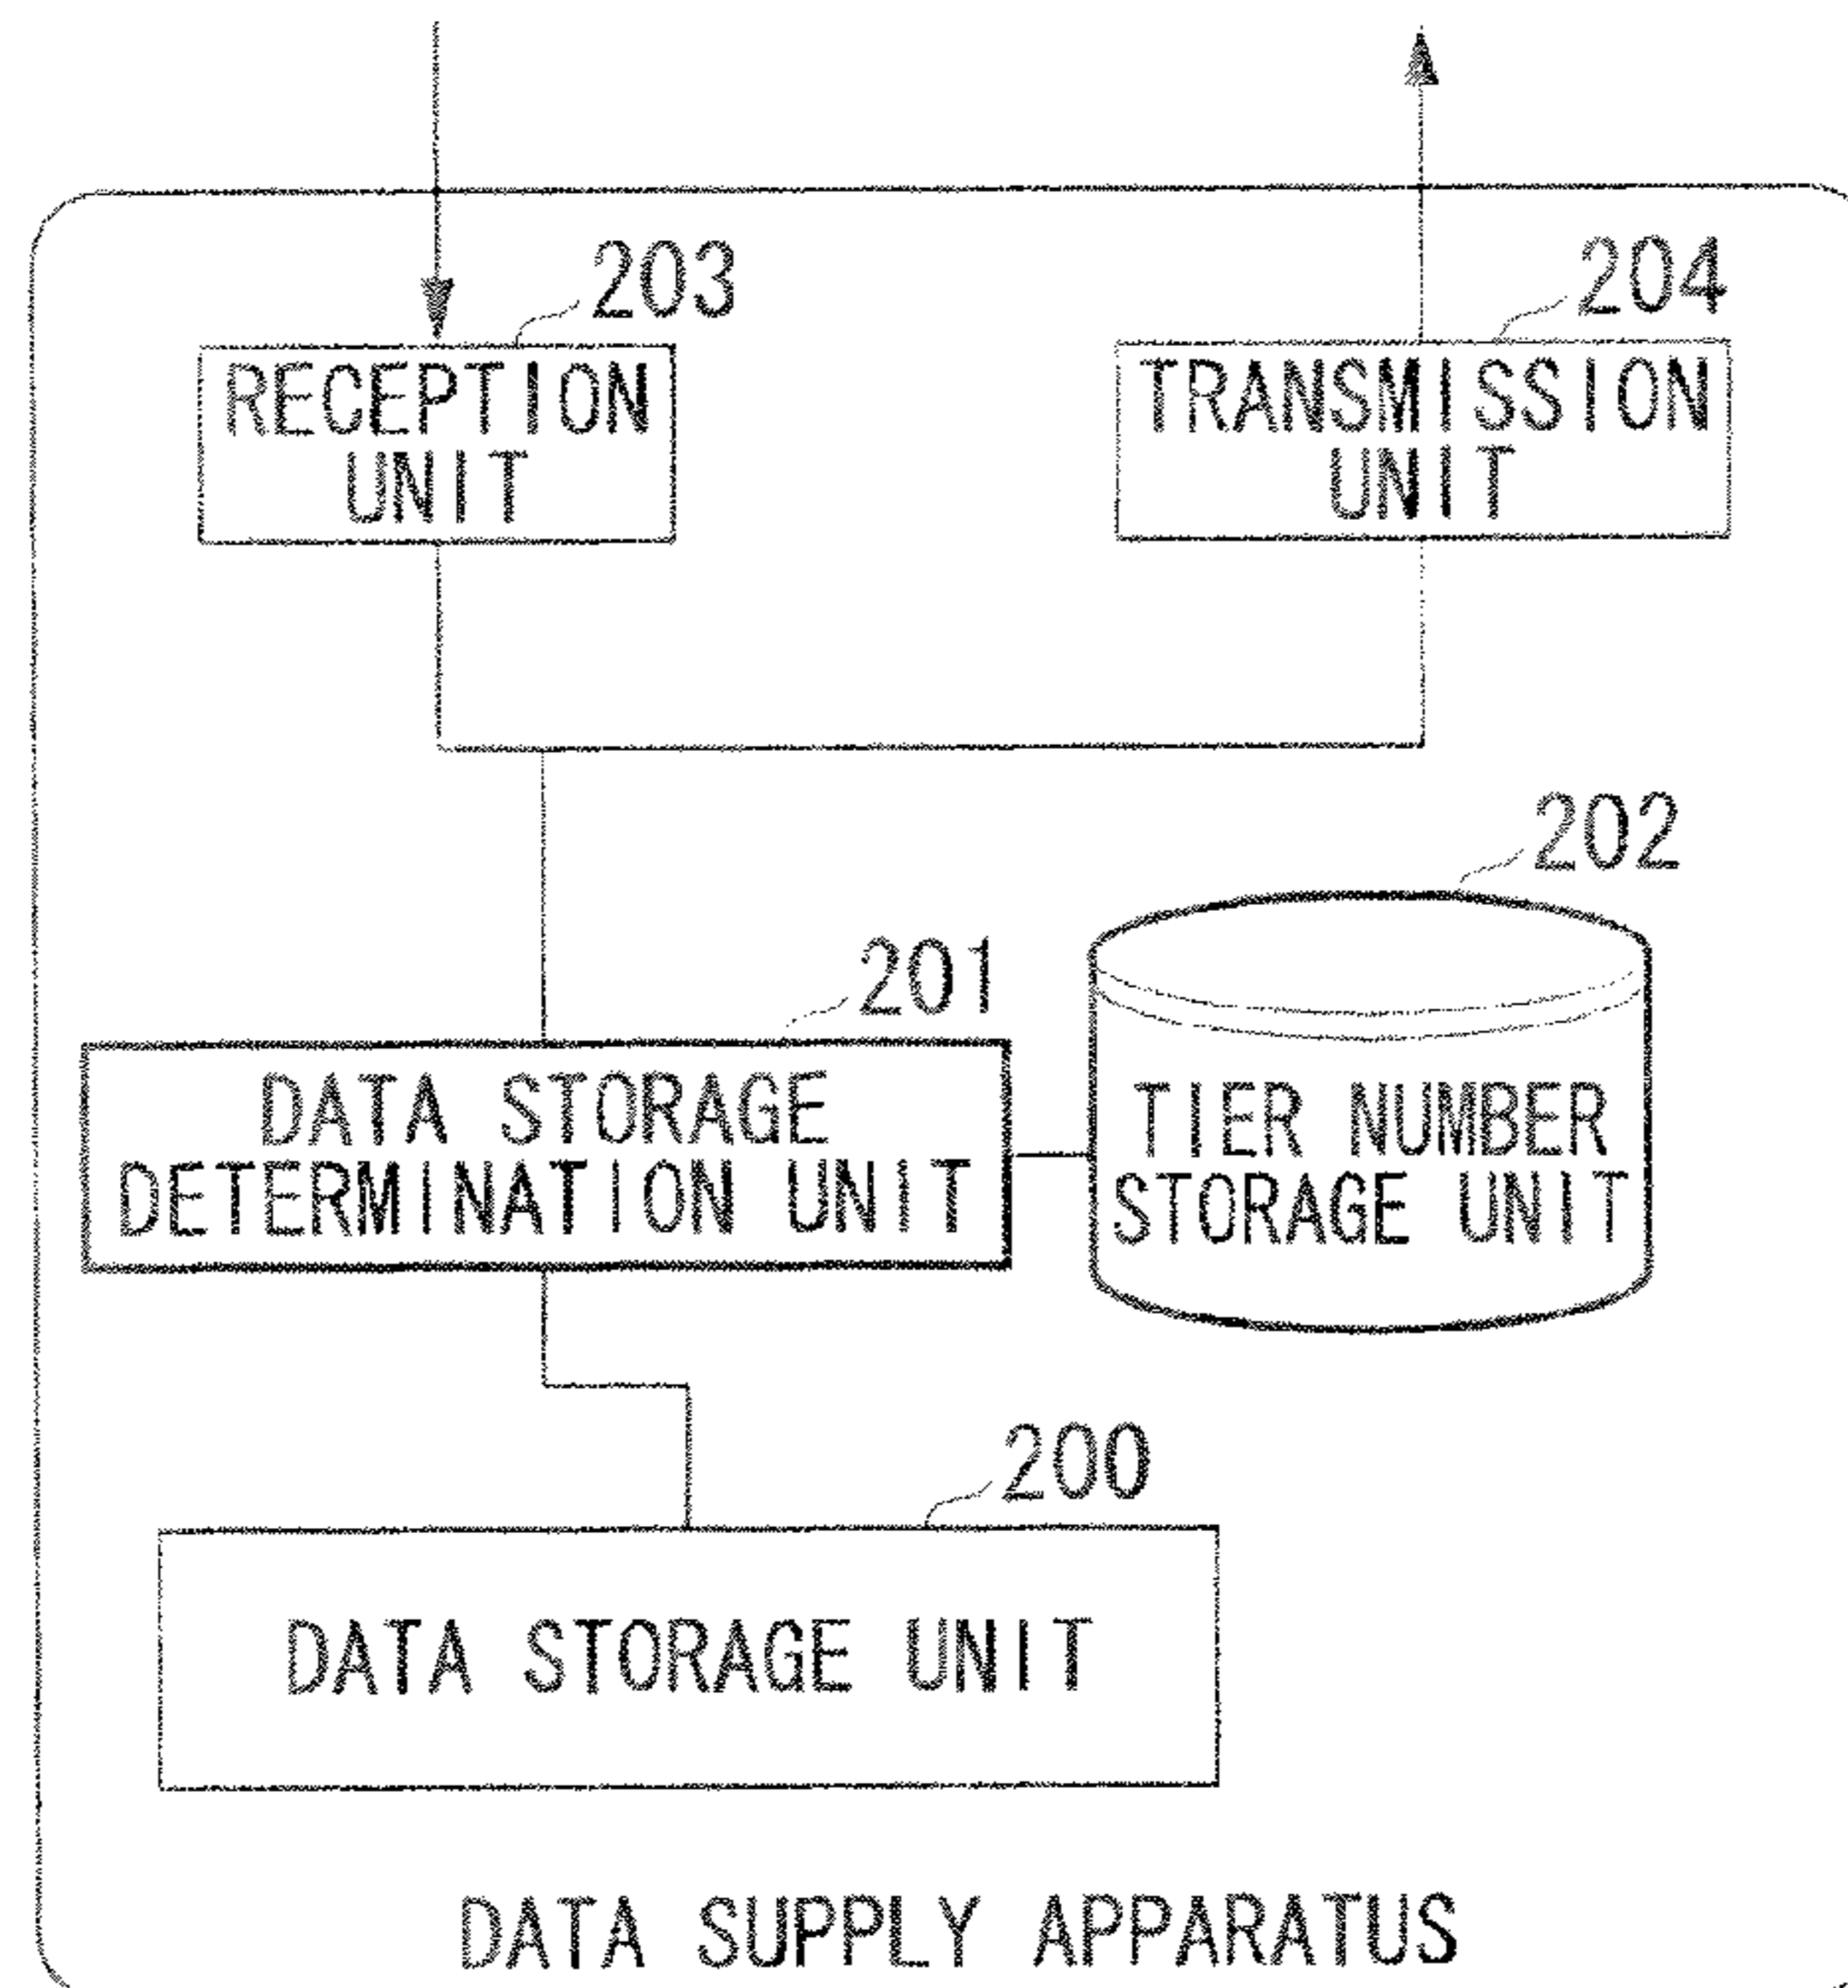 203
204
RECEPTION
UNIT
TRANSMISSION
UNIT
202
201
DATA STORAGE
DETERMINATION UNIT
TIER NUMBER
STORAGE UNIT
200
DATA STORAGE UNIT
DATA SUPPLY APPARATUS